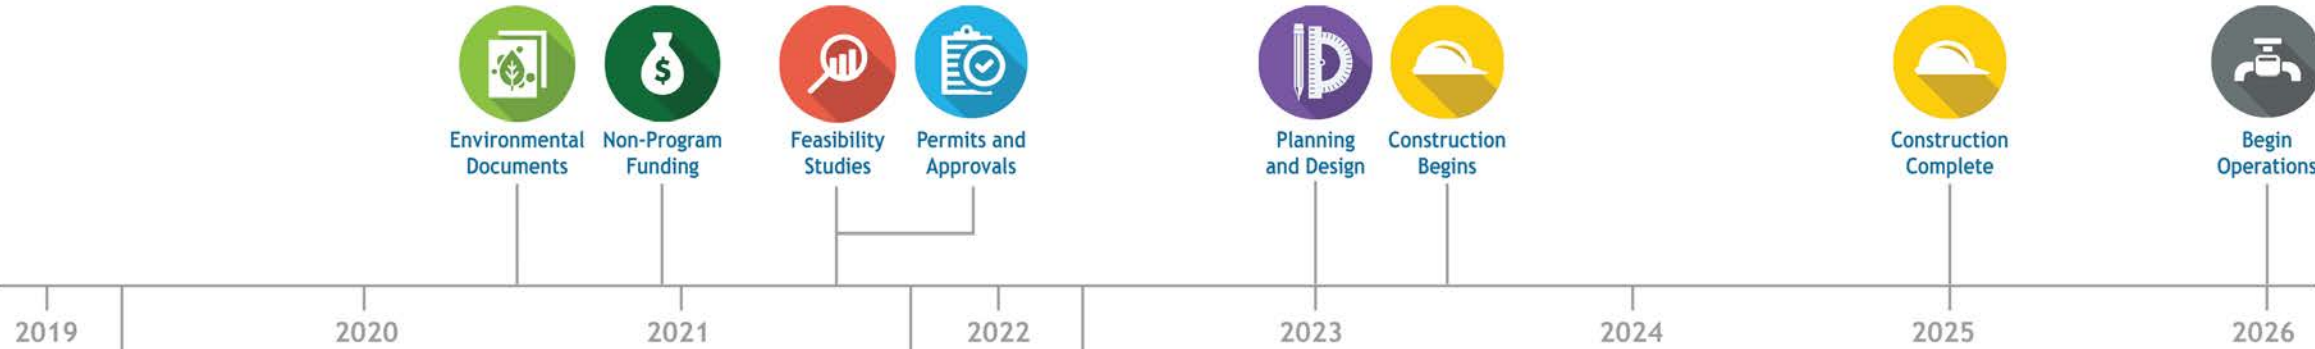 $
Environmental
Documents
Non-Program
Funding
Feasibility
Studies
Permits and
Approvals
Planning
and Design
Construction
Begins
Construction
Complete
Begin
Operations
2019
2020
2021
2022
2023
2024
2025
2026